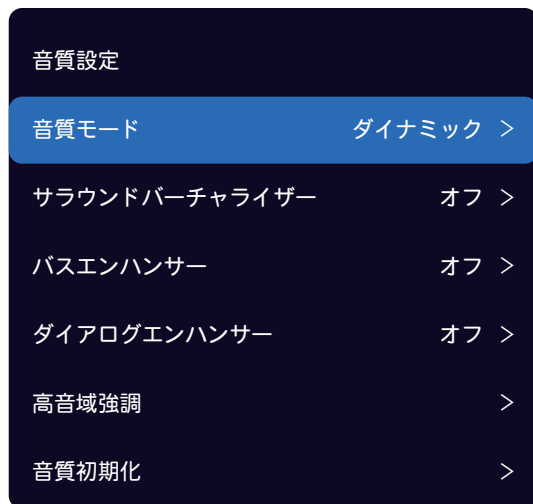 音質設定
音質モード ダイナミック >
サラウンドバーチャライザー オフ >
バスエンハンサー オフ >
ダイアログエンハンサー オフ >
高音域強調 >
音質初期化 >